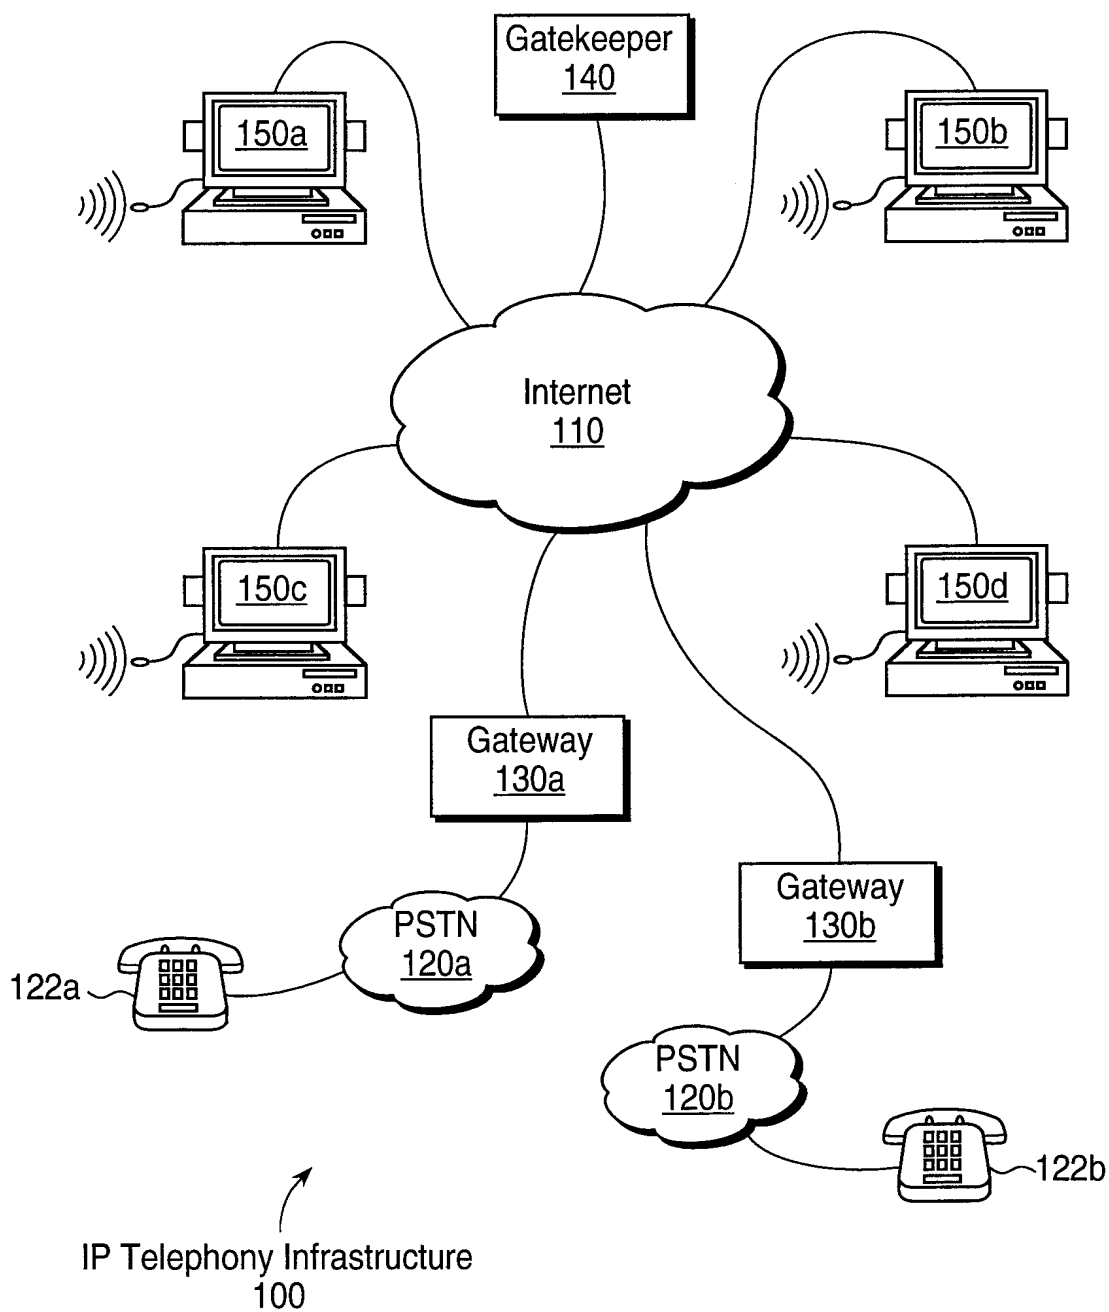 Gatekeeper
140
150a
150b
Internet
110
150c
150d
Gateway
130a
Gateway
130b
PSTN
120a
122a
PSTN
120b
122b
IP Telephony Infrastructure
100